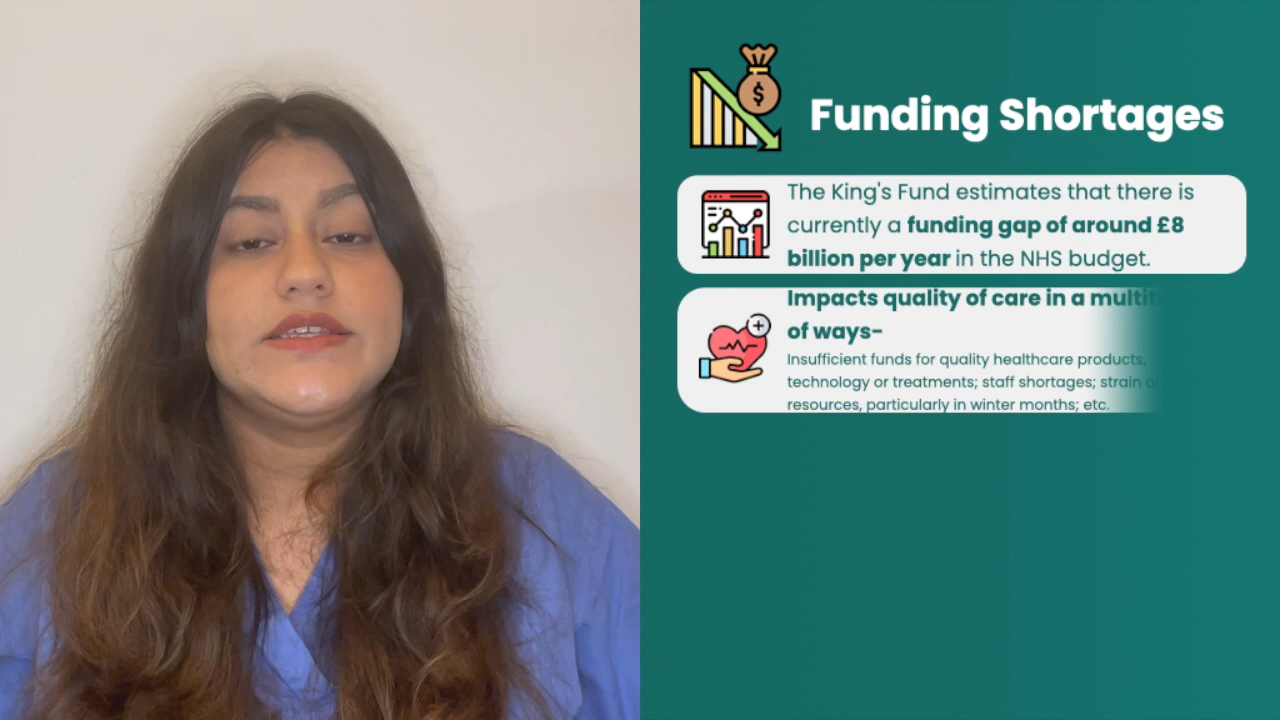 Funding Shortages
The King's Fund estimates that there is
currently a funding gap of around £8
billion per year in the NHS budget.
Impacts quality of care in a
of ways-
Insufficient funds for quality healthcare products,
technology or treatments; staff shortages; strain
resources, particularly in winter months; etc.